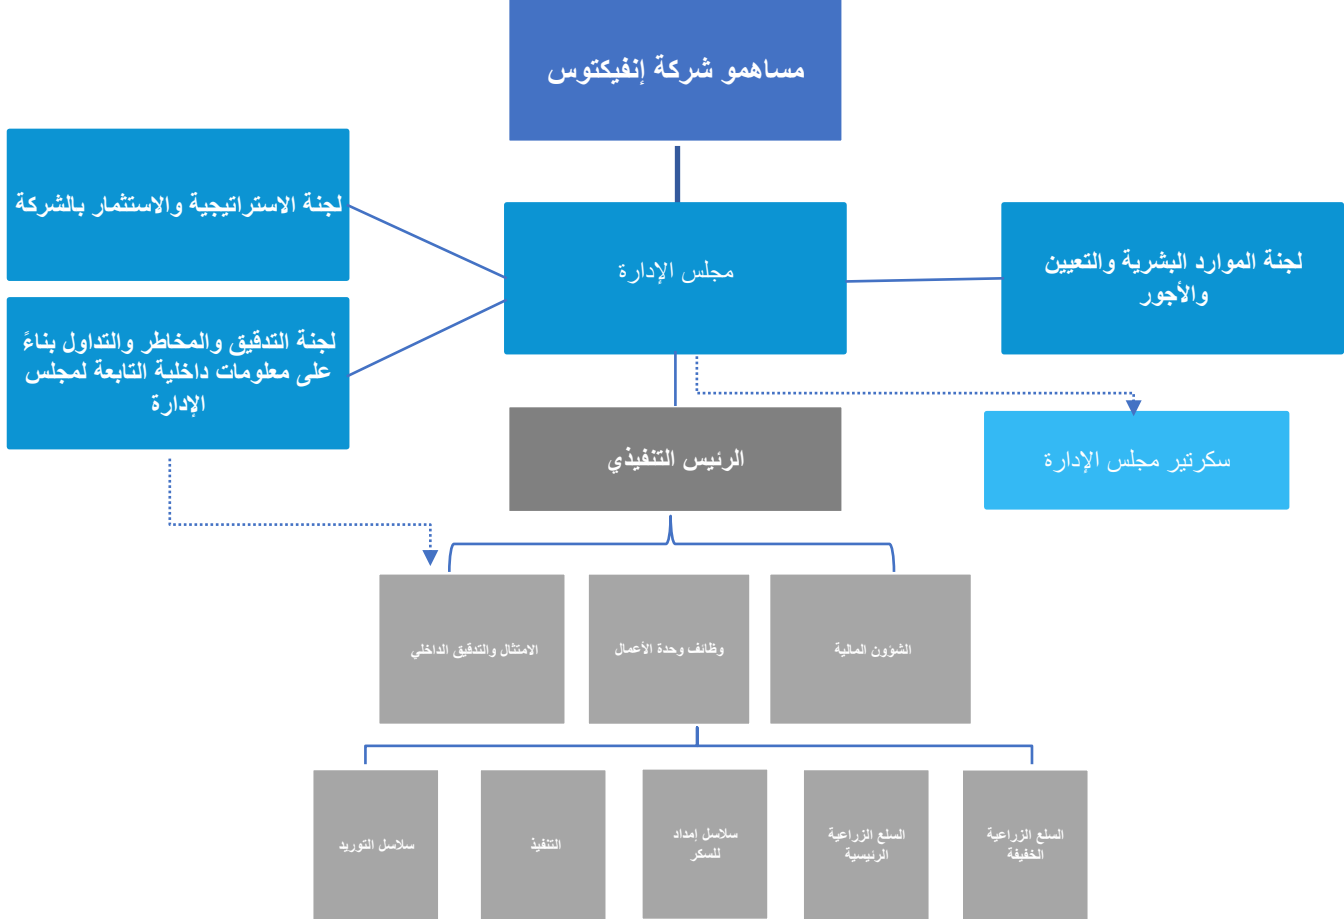 مساهمو شركة إنفيكتوس
لجنة الاستراتيجية والاستثمار بالشركة
مجلس الإدارة
لجنة الموارد البشرية والتعيين
والأجور
لجنة التدقيق والمخاطر والتداول بناءً
على معلومات داخلية التابعة لمجلس
الإدارة
الرئيس التنفيذي
سكرتير مجلس الإدارة
الشؤون المالية
وظائف وحدة الأعمال
الامتثال والتدقيق الداخلي
السلع الزراعية
الخفيفة
السلع الزراعية
الرئيسية
سلاسل إمداد
للسكر
التنفيذ
سلاسل التوريد